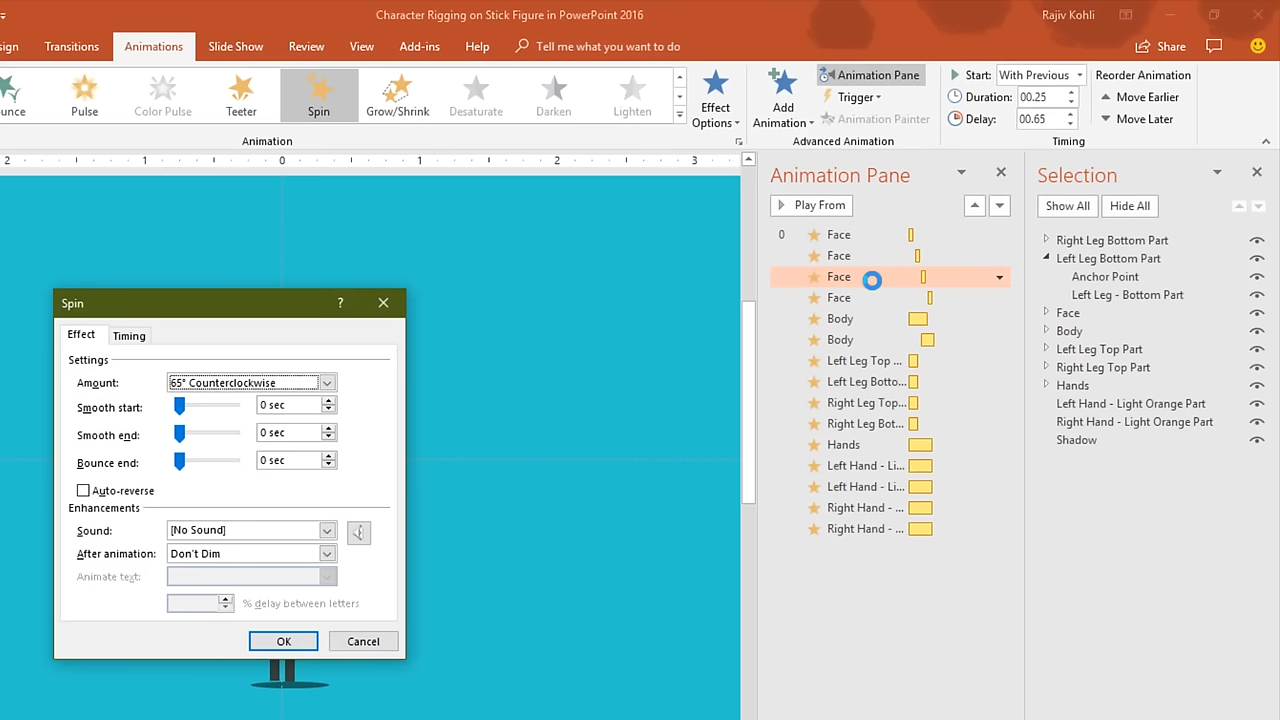 Character Rigging on Stick Figure in PowerPoint 2016
Rajiv Kohli
sign Transitions Animations Slide Show Review View Add-ins Help Tell me what you want to do Share
ounce Pulse Color Pulse Teeter Spin Grow/Shrink Desaturate Darken Lighten
Effect Options
Add Animation
Animation Pane
Trigger
Animation Painter
Start: With Previous
Duration: 00.25
Delay: 00.65
Reorder Animation
Move Earlier
Move Later
Animation Advanced Animation Timing
2 1 0 1 2 3
Animation Pane
Play From
0 Face
Face
Face
Face
Body
Body
Left Leg Top ...
Left Leg Botto...
Right Leg Top...
Right Leg Bot...
Hands
Left Hand - Li...
Left Hand - Li...
Right Hand - ...
Right Hand - ...
Selection
Show All Hide All
Right Leg Bottom Part
Left Leg Bottom Part
Anchor Point
Left Leg - Bottom Part
Face
Body
Left Leg Top Part
Right Leg Top Part
Hands
Left Hand - Light Orange Part
Right Hand - Light Orange Part
Shadow
Spin ?
Effect Timing
Settings
Amount: 65° Counterclockwise
Smooth start: 0 sec
Smooth end: 0 sec
Bounce end: 0 sec
Auto-reverse
Enhancements
Sound: [No Sound]
After animation: Don't Dim
Animate text:
% delay between letters
OK Cancel